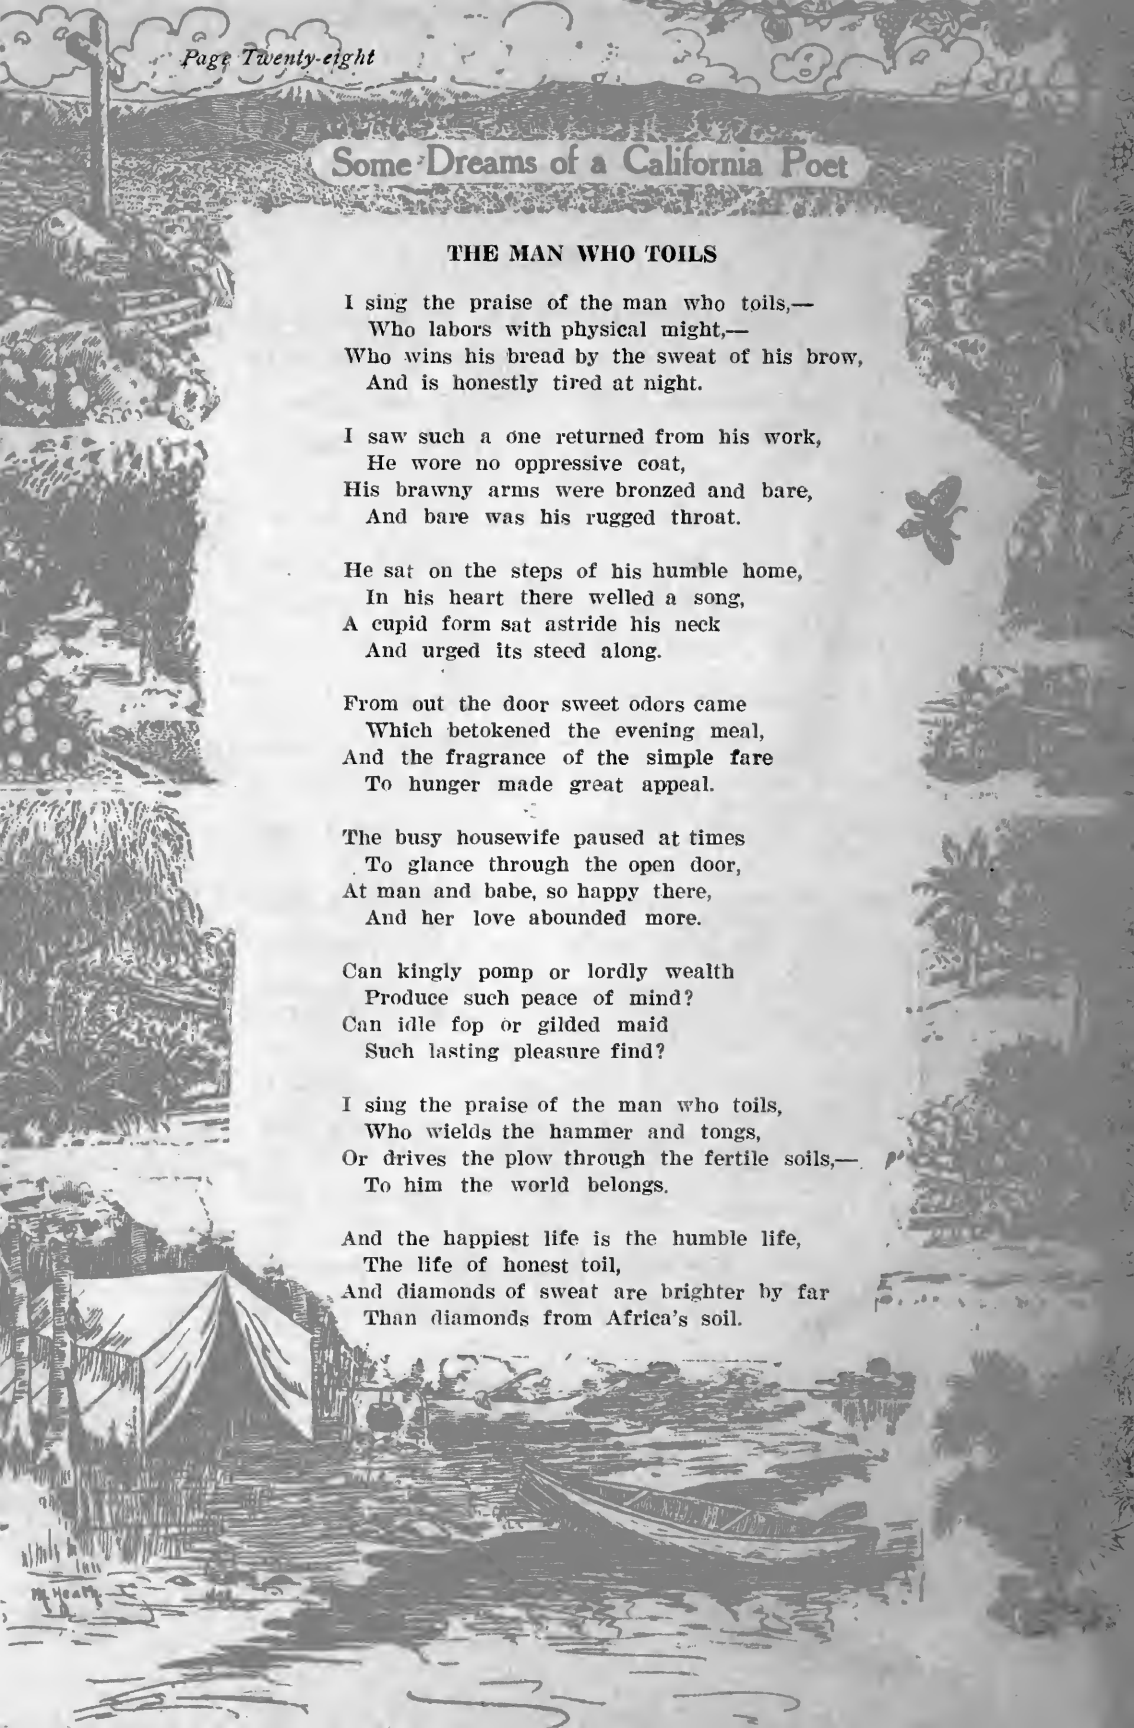 Page Twenty-eight
Some Dreams of a California Poet
THE MAN WHO TOILS
I sing the praise of the man who toils,—
Who labors with physical might,—
Who wins his bread by the sweat of his brow,
And is honestly tired at night.
I saw such a one returned from his work,
He wore no oppressive coat,
His brawny arms were bronzed and bare,
And bare was his rugged throat.
He sat on the steps of his humble home,
In his heart there welled a song,
A cupid form sat astride his neck
And urged its steed along.
From out the door sweet odors came
Which betokened the evening meal,
And the fragrance of the simple fare
To hunger made great appeal.
The busy housewife paused at times
To glance through the open door,
At man and babe, so happy there,
And her love abounded more.
Can kingly pomp or lordly wealth
Produce such peace of mind?
Can idle fop or gilded maid
Such lasting pleasure find?
I sing the praise of the man who toils,
Who wields the hammer and tongs,
Or drives the plow through the fertile soils,—
To him the world belongs.
And the happiest life is the humble life,
The life of honest toil,
And diamonds of sweat are brighter by far
Than diamonds from Africa's soil.
M Heath